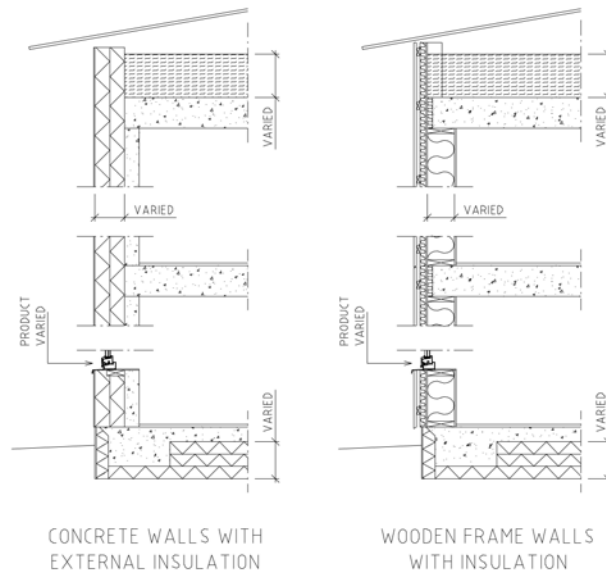 VARIED
VARIED
VARIED
VARIED
PRODUCT
VARIED
PRODUCT
VARIED
VARIED
VARIED
CONCRETE WALLS WITH
EXTERNAL INSULATION
WOODEN FRAME WALLS
WITH INSULATION